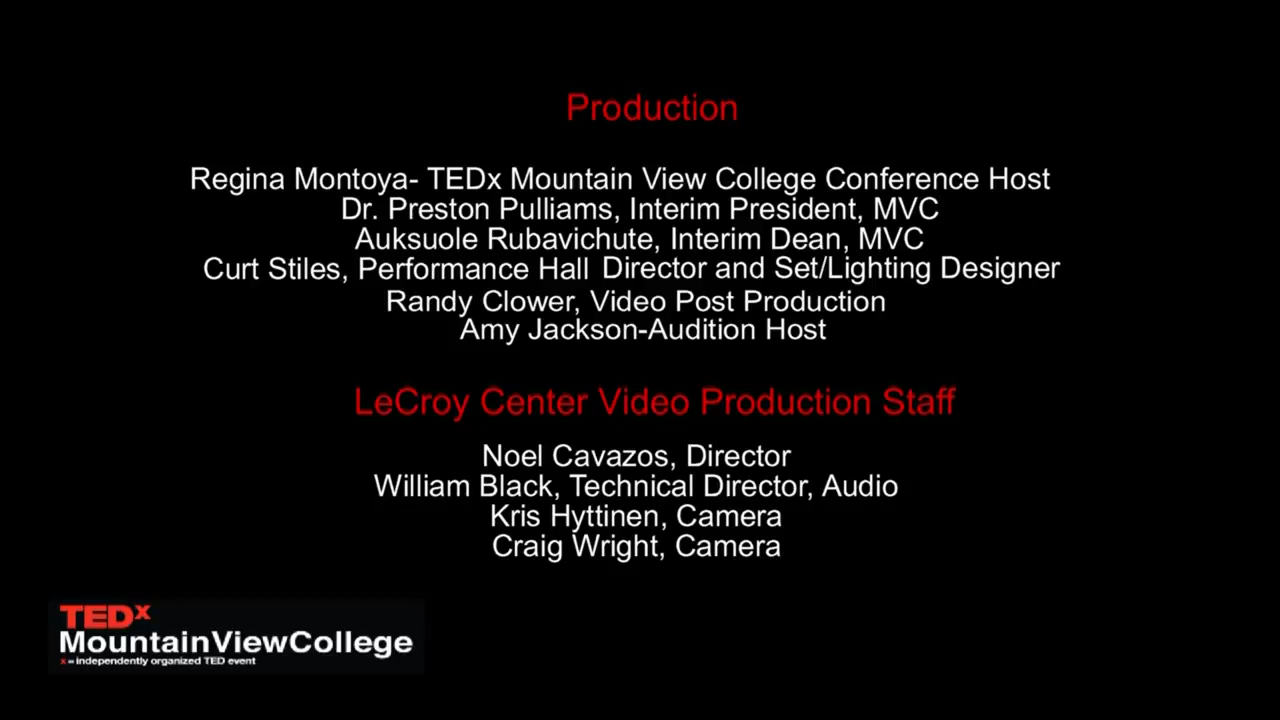 Production
Regina Montoya- TEDx Mountain View College Conference Host
Dr. Preston Pulliams, Interim President, MVC
Auksuole Rubavichute, Interim Dean, MVC
Curt Stiles, Performance Hall Director and Set/Lighting Designer
Randy Clower, Video Post Production
Amy Jackson-Audition Host
LeCroy Center Video Production Staff
Noel Cavazos, Director
William Black, Technical Director, Audio
Kris Hyttinen, Camera
Craig Wright, Camera
TEDx
MountainViewCollege
x = independently organized TED event